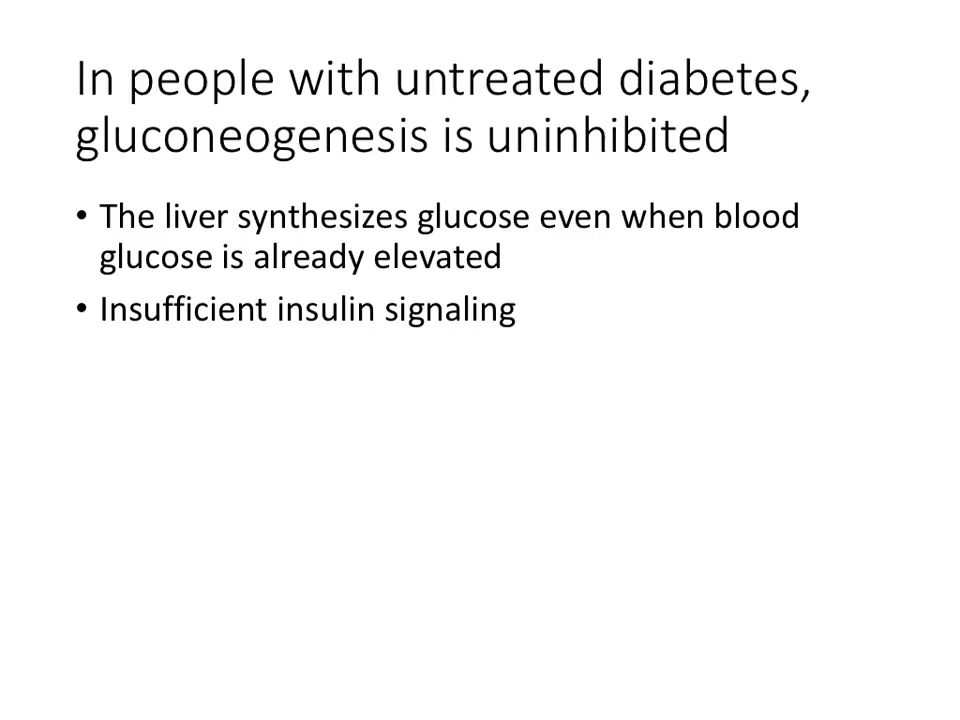 In people with untreated diabetes,
gluconeogenesis is uninhibited
• The liver synthesizes glucose even when blood
glucose is already elevated
• Insufficient insulin signaling